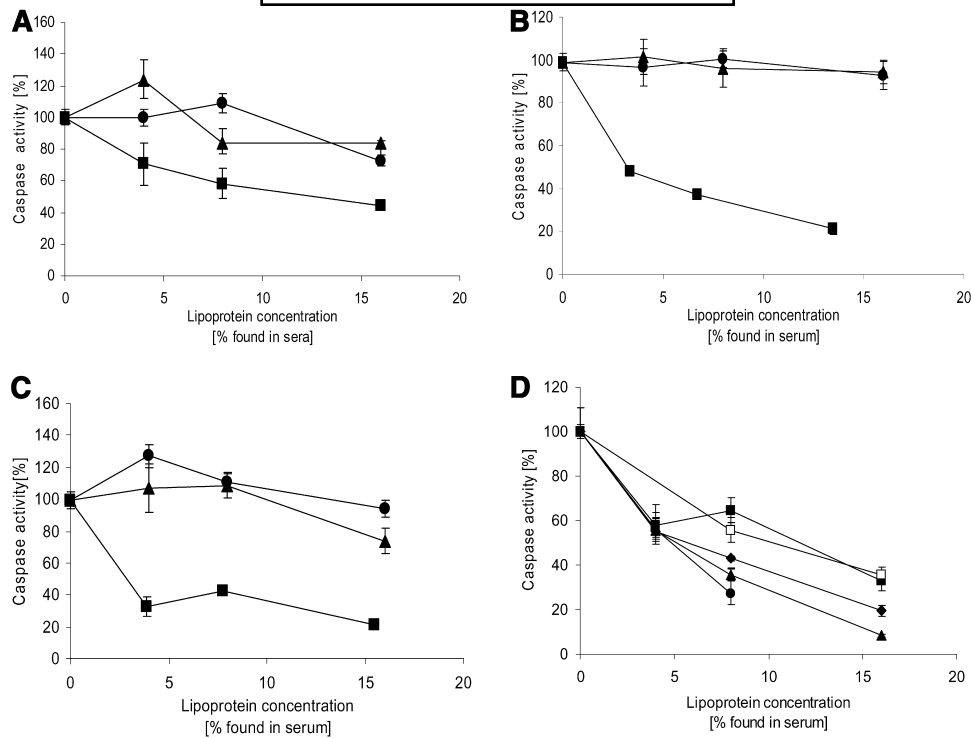 A
160
140
120
100
80
60
40
20
0
Caspase activity [%]
0 5 10 15 20
Lipoprotein concentration
[% found in sera]
B
120
100
80
60
40
20
0
Caspase activity [%]
0 5 10 15 20
Lipoprotein concentration
[% found in serum]
C
160
140
120
100
80
60
40
20
0
Caspase activity[%]
0 5 10 15 20
Lipoprotein concentration
[% found in serum]
D
120
100
80
60
40
20
0
Caspase activity [%]
0 5 10 15 20
Lipoprotein concentration
[% found in serum]